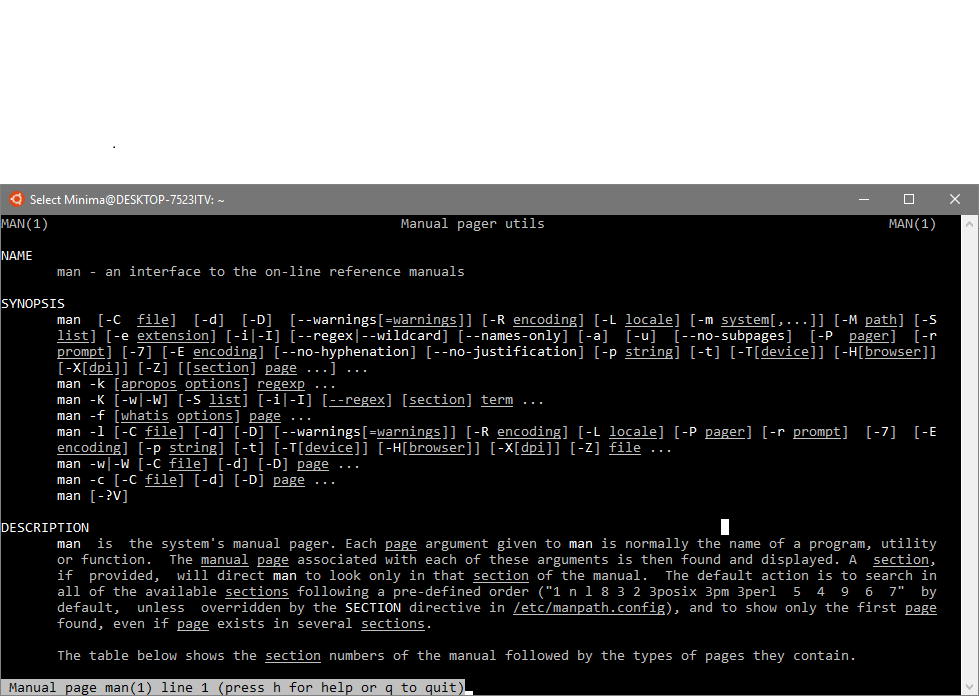 .
Select Minima@DESKTOP-7523ITV: ~
MAN(1) Manual pager utils MAN(1)
NAME
man - an interface to the on-line reference manuals
SYNOPSIS
man [-C file] [-d] [-D] [--warnings[=warnings]] [-R encoding] [-L locale] [-m system[,...]] [-M path] [-S
list] [-e extension] [-i|-I] [--regex|--wildcard] [--names-only] [-a] [-u] [--no-subpages] [-P pager] [-r
prompt] [-7] [-E encoding] [--no-hyphenation] [--no-justification] [-p string] [-t] [-T[device]] [-H[browser]]
[-X[dpi]] [-Z] [[section] page ...] ...
man -k [apropos options] regexp ...
man -K [-w|-W] [-S list] [-i|-I] [--regex] [section] term ...
man -f [whatis options] page ...
man -l [-C file] [-d] [-D] [--warnings[=warnings]] [-R encoding] [-L locale] [-P pager] [-r prompt] [-7] [-E
encoding] [-p string] [-t] [-T[device]] [-H[browser]] [-X[dpi]] [-Z] file ...
man -w|-W [-C file] [-d] [-D] page ...
man -c [-C file] [-d] [-D] page ...
man [-?V]
DESCRIPTION
man is the system's manual pager. Each page argument given to man is normally the name of a program, utility
or function. The manual page associated with each of these arguments is then found and displayed. A section,
if provided, will direct man to look only in that section of the manual. The default action is to search in
all of the available sections following a pre-defined order ("1 n l 8 3 2 3posix 3pm 3perl 5 4 9 6 7" by
default, unless overridden by the SECTION directive in /etc/manpath.config), and to show only the first page
found, even if page exists in several sections.
The table below shows the section numbers of the manual followed by the types of pages they contain.
Manual page man(1) line 1 (press h for help or q to quit)